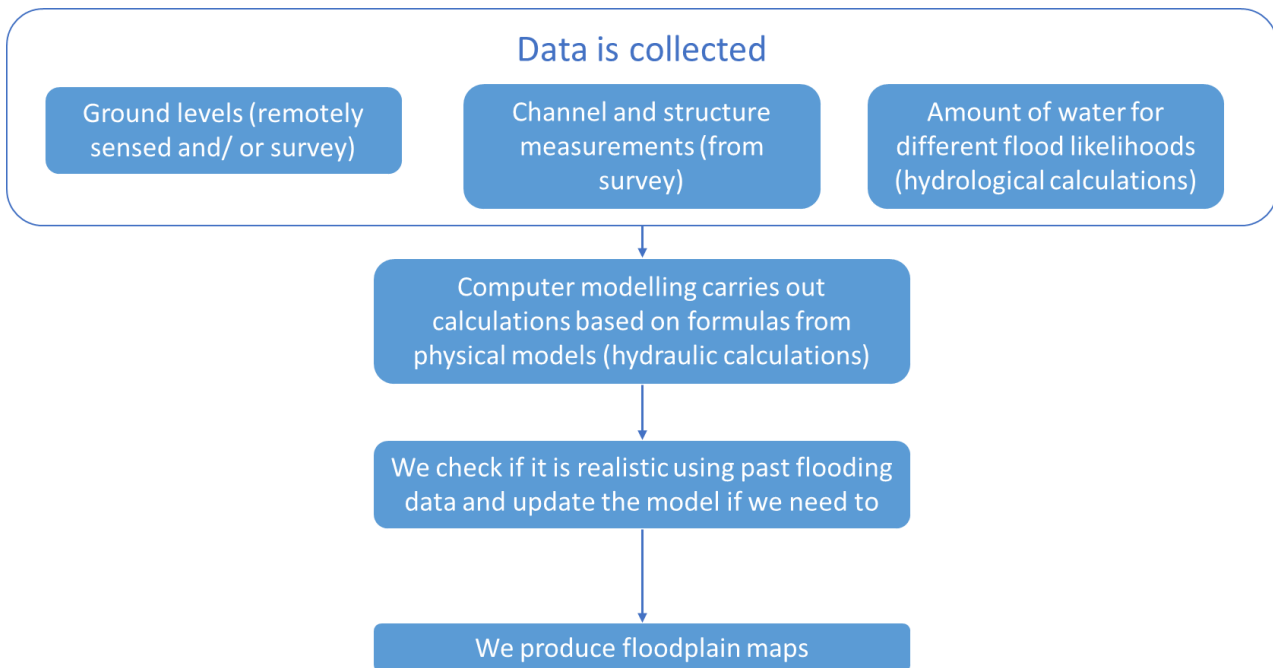 Data is collected
Ground levels (remotely
sensed and/ or survey)
Channel and structure
measurements (from
survey)
Amount of water for
different flood likelihoods
(hydrological calculations)
Computer modelling carries out
calculations based on formulas from
physical models (hydraulic calculations)
We check if it is realistic using past flooding
data and update the model if we need to
We produce floodplain maps